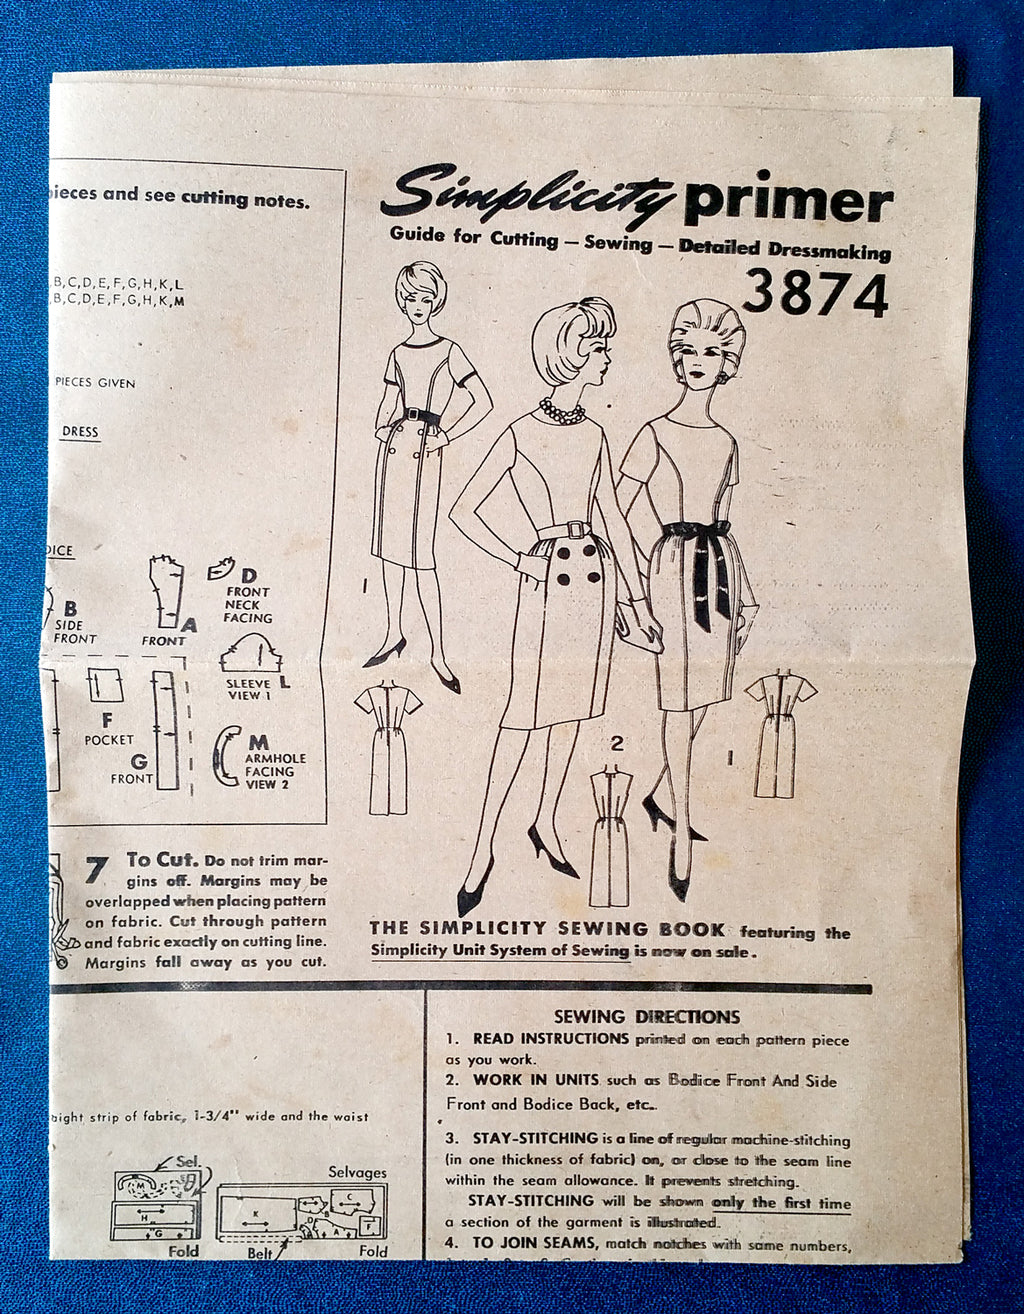 Simplicity primer
Guide for Cutting — Sewing — Detailed Dressmaking
3874
and see cutting notes.
B,C,D,E,F,G,H,K,L
B,C,D,E,F,G,H,K,M
PIECES GIVEN
DRESS
B
SIDE
FRONT
A
FRONT
D
FRONT
NECK
FACING
SLEEVE L
VIEW 1
F
POCKET
G
FRONT
M
ARMHOLE
FACING
VIEW 2
1
2
1
7 To Cut. Do not trim mar-
gins off. Margins may be
overlapped when placing pattern
on fabric. Cut through pattern
and fabric exactly on cutting line.
Margins fall away as you cut.
THE SIMPLICITY SEWING BOOK featuring the
Simplicity Unit System of Sewing is now on sale.
strip of fabric, 1-3/4" wide and the waist
Sel.
M
H
G
Fold
Selvages
K
B
C
D
E
A
F
Belt
Fold
SEWING DIRECTIONS
1. READ INSTRUCTIONS printed on each pattern piece
as you work.
2. WORK IN UNITS such as Bodice Front And Side
Front and Bodice Back, etc.
3. STAY-STITCHING is a line of regular machine-stitching
(in one thickness of fabric) on, or close to the seam line
within the seam allowance. It prevents stretching.
STAY-STITCHING will be shown only the first time
a section of the garment is illustrated.
4. TO JOIN SEAMS, match notches with same numbers,